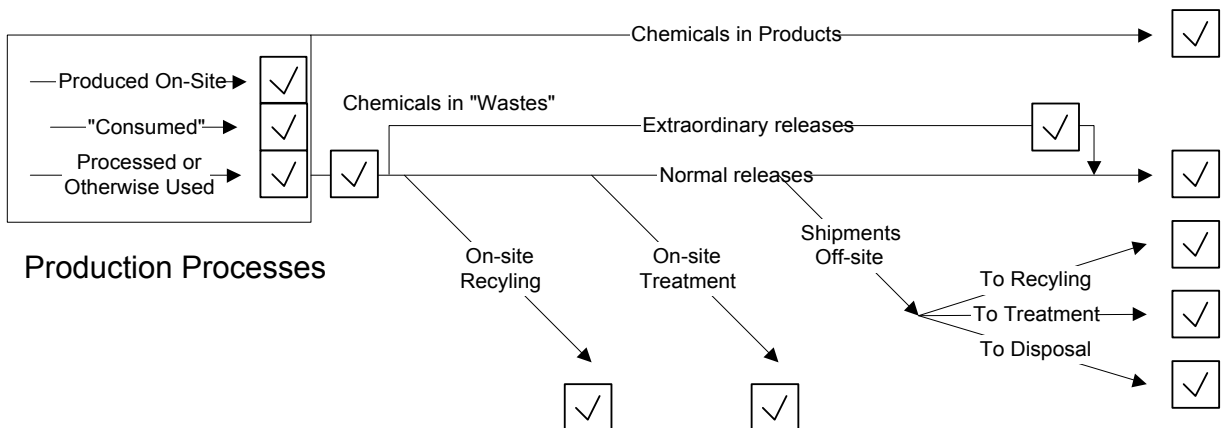 Chemicals in Products
Produced On-Site
Chemicals in "Wastes"
"Consumed"
Extraordinary releases
Processed or
Otherwise Used
Normal releases
Production Processes
On-site
Recyling
On-site
Treatment
Shipments
Off-site
To Recyling
To Treatment
To Disposal